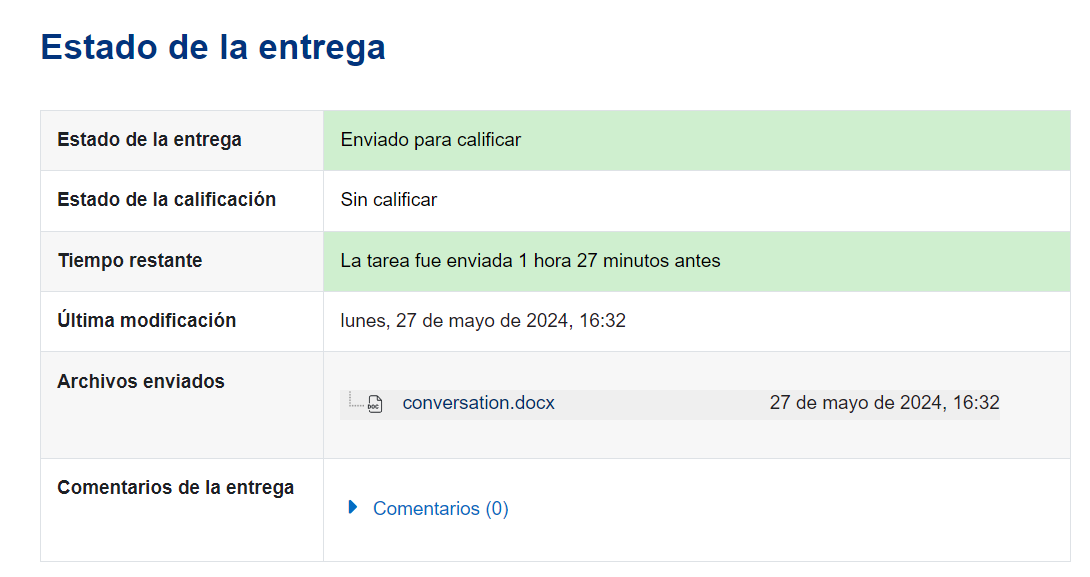 Estado de la entrega
Estado de la entrega Enviado para calificar
Estado de la calificación Sin calificar
Tiempo restante La tarea fue enviada 1 hora 27 minutos antes
Última modificación lunes, 27 de mayo de 2024, 16:32
Archivos enviados
DOC conversation.docx 27 de mayo de 2024, 16:32
Comentarios de la entrega
Comentarios (0)